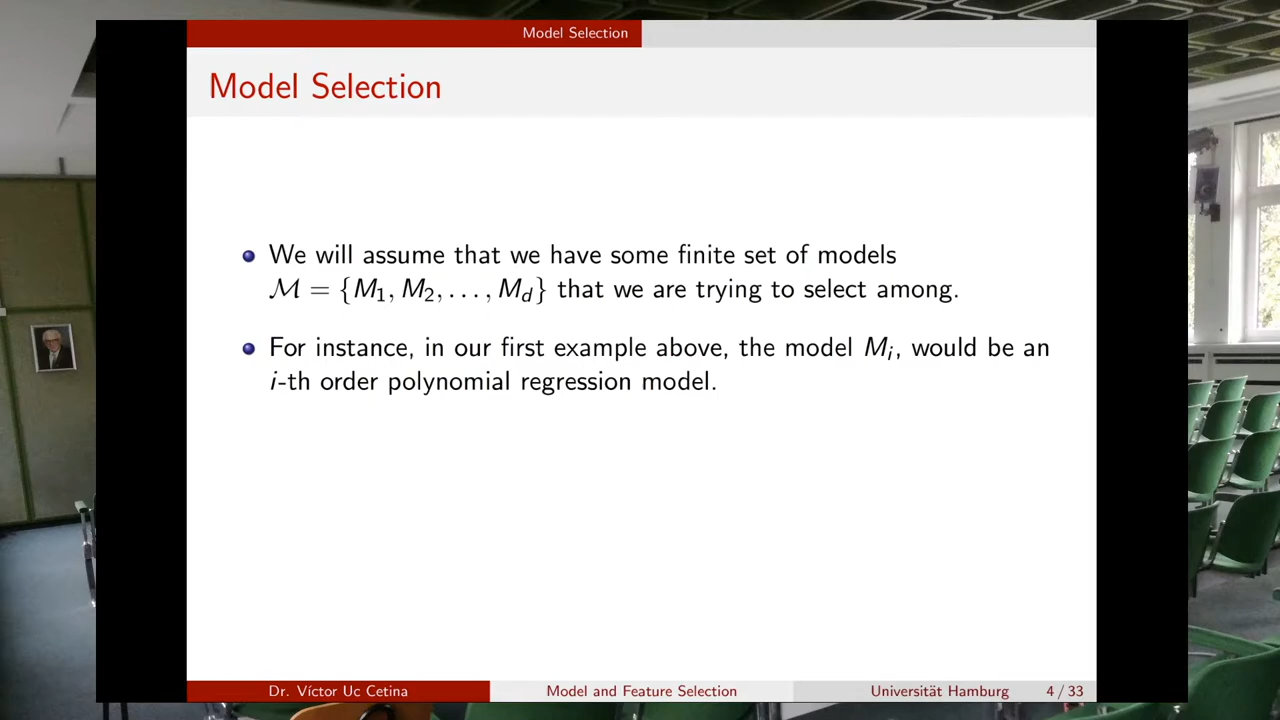 Model Selection
Model Selection
We will assume that we have some finite set of models
ℳ = {M₁, M₂, . . . , M_d} that we are trying to select among.
For instance, in our first example above, the model Mᵢ, would be an
i-th order polynomial regression model.
Dr. Víctor Uc Cetina Model and Feature Selection Universität Hamburg 4 / 33